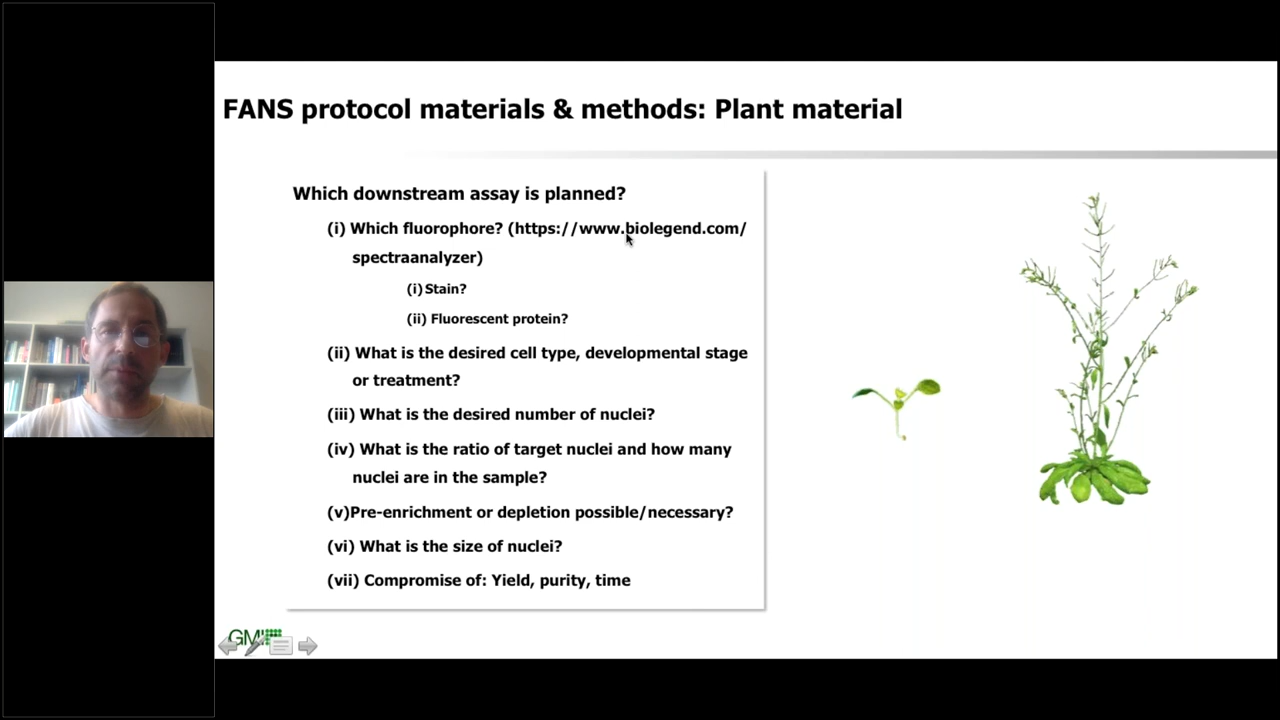 FANS protocol materials & methods: Plant material
Which downstream assay is planned?
(i) Which fluorophore? (https://www.biolegend.com/
spectraanalyzer)
(i) Stain?
(ii) Fluorescent protein?
(ii) What is the desired cell type, developmental stage
or treatment?
(iii) What is the desired number of nuclei?
(iv) What is the ratio of target nuclei and how many
nuclei are in the sample?
(v)Pre-enrichment or depletion possible/necessary?
(vi) What is the size of nuclei?
(vii) Compromise of: Yield, purity, time
GMI